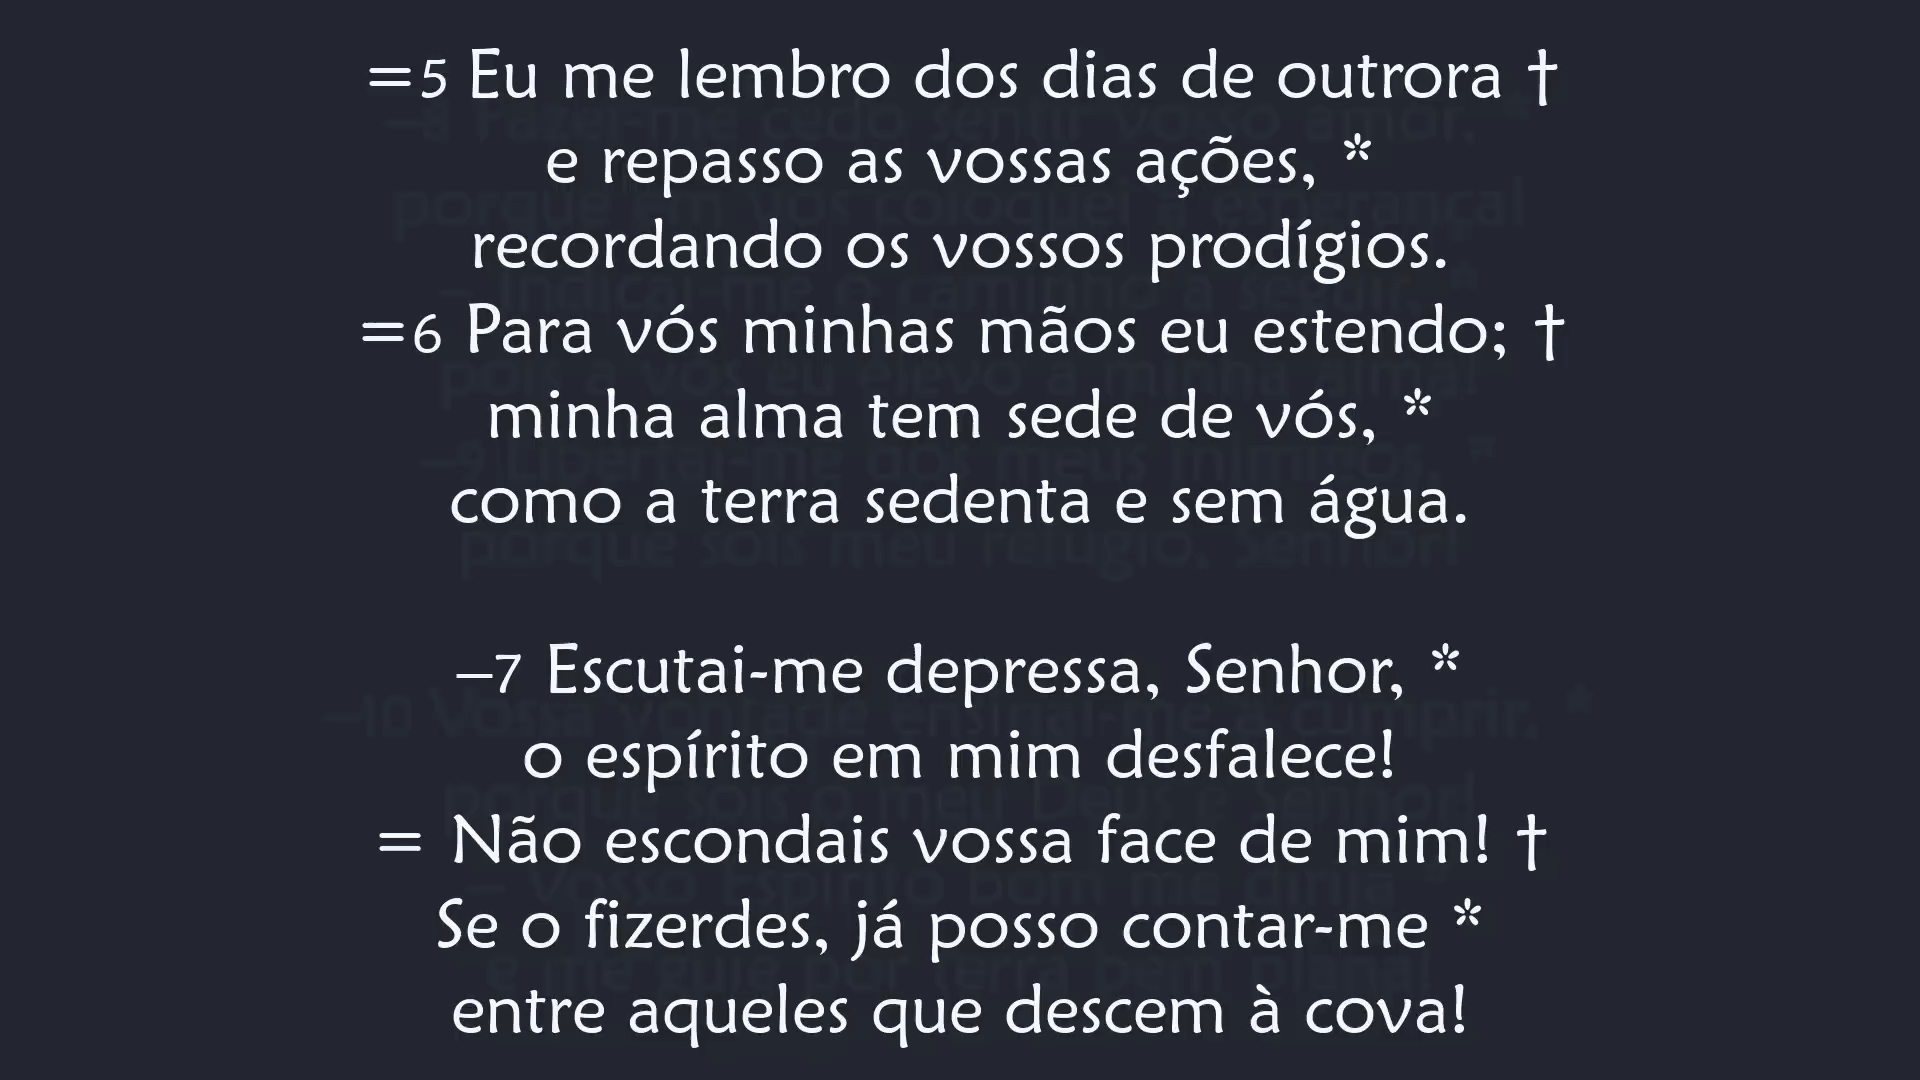 =5 Eu me lembro dos dias de outrora †
e repasso as vossas ações, *
recordando os vossos prodígios.
=6 Para vós minhas mãos eu estendo; †
minha alma tem sede de vós, *
como a terra sedenta e sem água.
–7 Escutai-me depressa, Senhor, *
o espírito em mim desfalece!
= Não escondais vossa face de mim! †
Se o fizerdes, já posso contar-me *
entre aqueles que descem à cova!